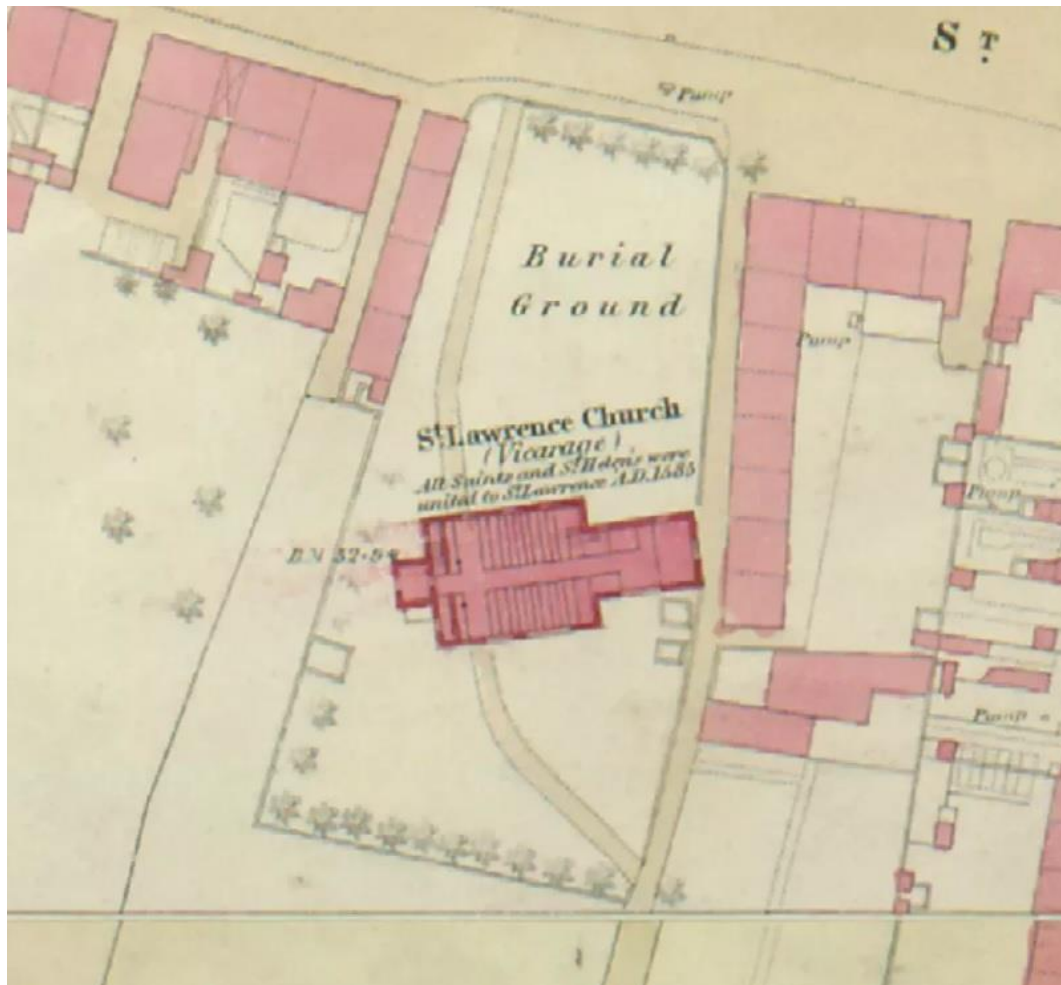 St.
Pump
Burial
Ground
St. Lawrence Church
(Vicarage)
All Saints and St. Helen's were
united to St. Lawrence A.D. 1585
Pump
B.M. 32.9
Pump
Pump